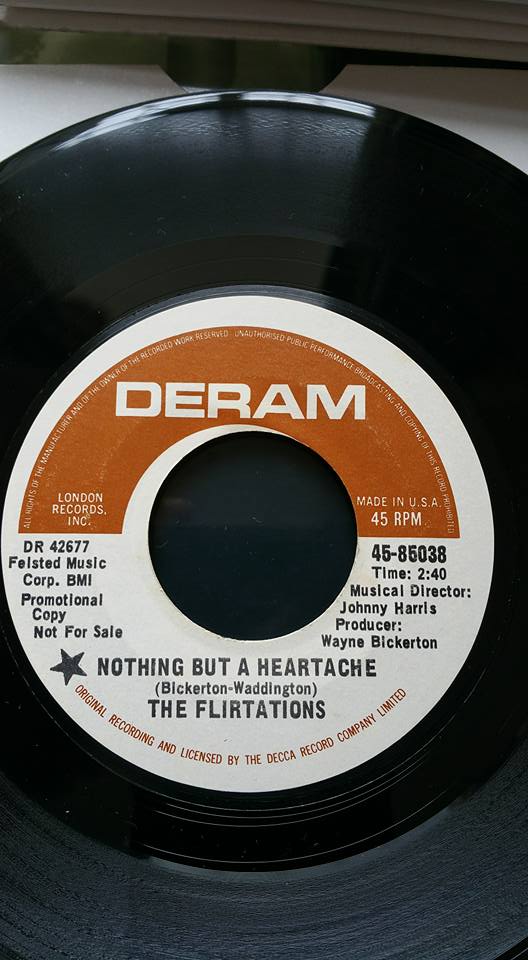 ALL RIGHTS OF THE MANUFACTURER AND OF THE OWNER OF THE RECORDED WORK RESERVED · UNAUTHORISED PUBLIC PERFORMANCE BROADCASTING AND COPYING OF THIS RECORD PROHIBITED
DERAM
LONDON
RECORDS,
INC.
MADE IN U.S.A.
45 RPM
DR 42677
Felsted Music
Corp. BMI
Promotional
Copy
Not For Sale
45-85038
Time: 2:40
Musical Director:
Johnny Harris
Producer:
Wayne Bickerton
NOTHING BUT A HEARTACHE
(Bickerton-Waddington)
THE FLIRTATIONS
ORIGINAL RECORDING AND LICENSED BY THE DECCA RECORD COMPANY LIMITED